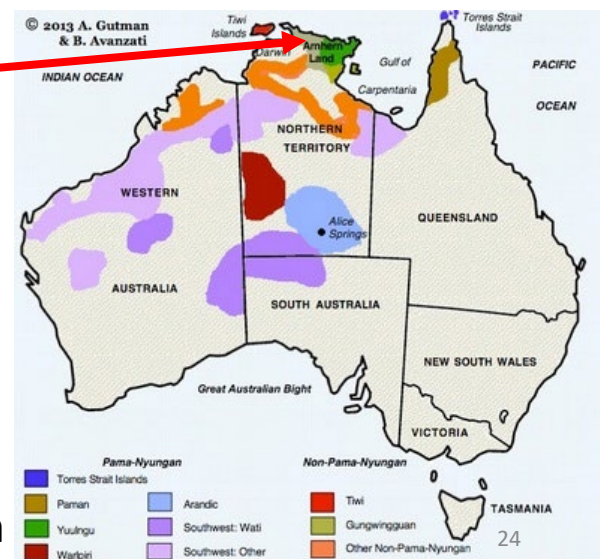 © 2013 A. Gutman
& B. Avanzati
Tiwi
Islands
Torres Strait
Islands
Darwin
Arnhem
Land
Gulf of
Carpentaria
INDIAN OCEAN
PACIFIC
OCEAN
NORTHERN
TERRITORY
WESTERN
AUSTRALIA
Alice
Springs
QUEENSLAND
SOUTH AUSTRALIA
NEW SOUTH WALES
Great Australian Bight
VICTORIA
TASMANIA
Pama-Nyungan
Non-Pama-Nyungan
Torres Strait Islands
Paman
Yuulngu
Warlpiri
Arandic
Southwest: Wati
Southwest: Other
Tiwi
Gungwingguan
Other Non-Pama-Nyungan
24